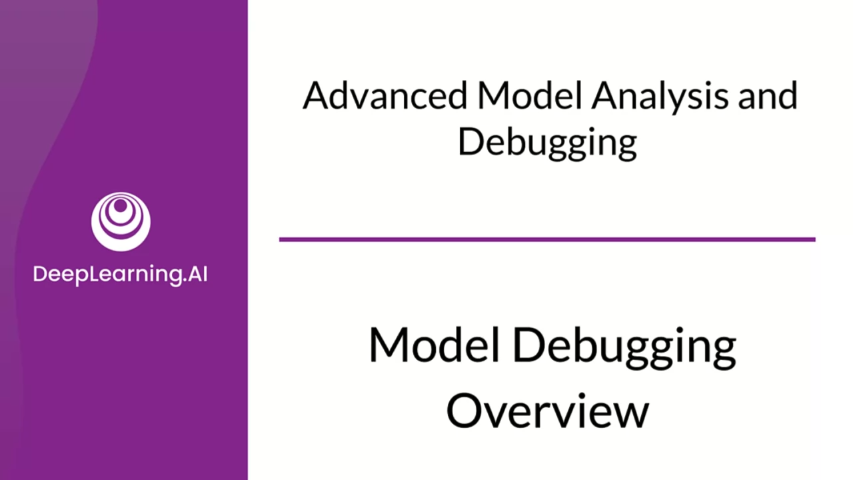 Advanced Model Analysis and
Debugging
DeepLearning.AI
Model Debugging
Overview